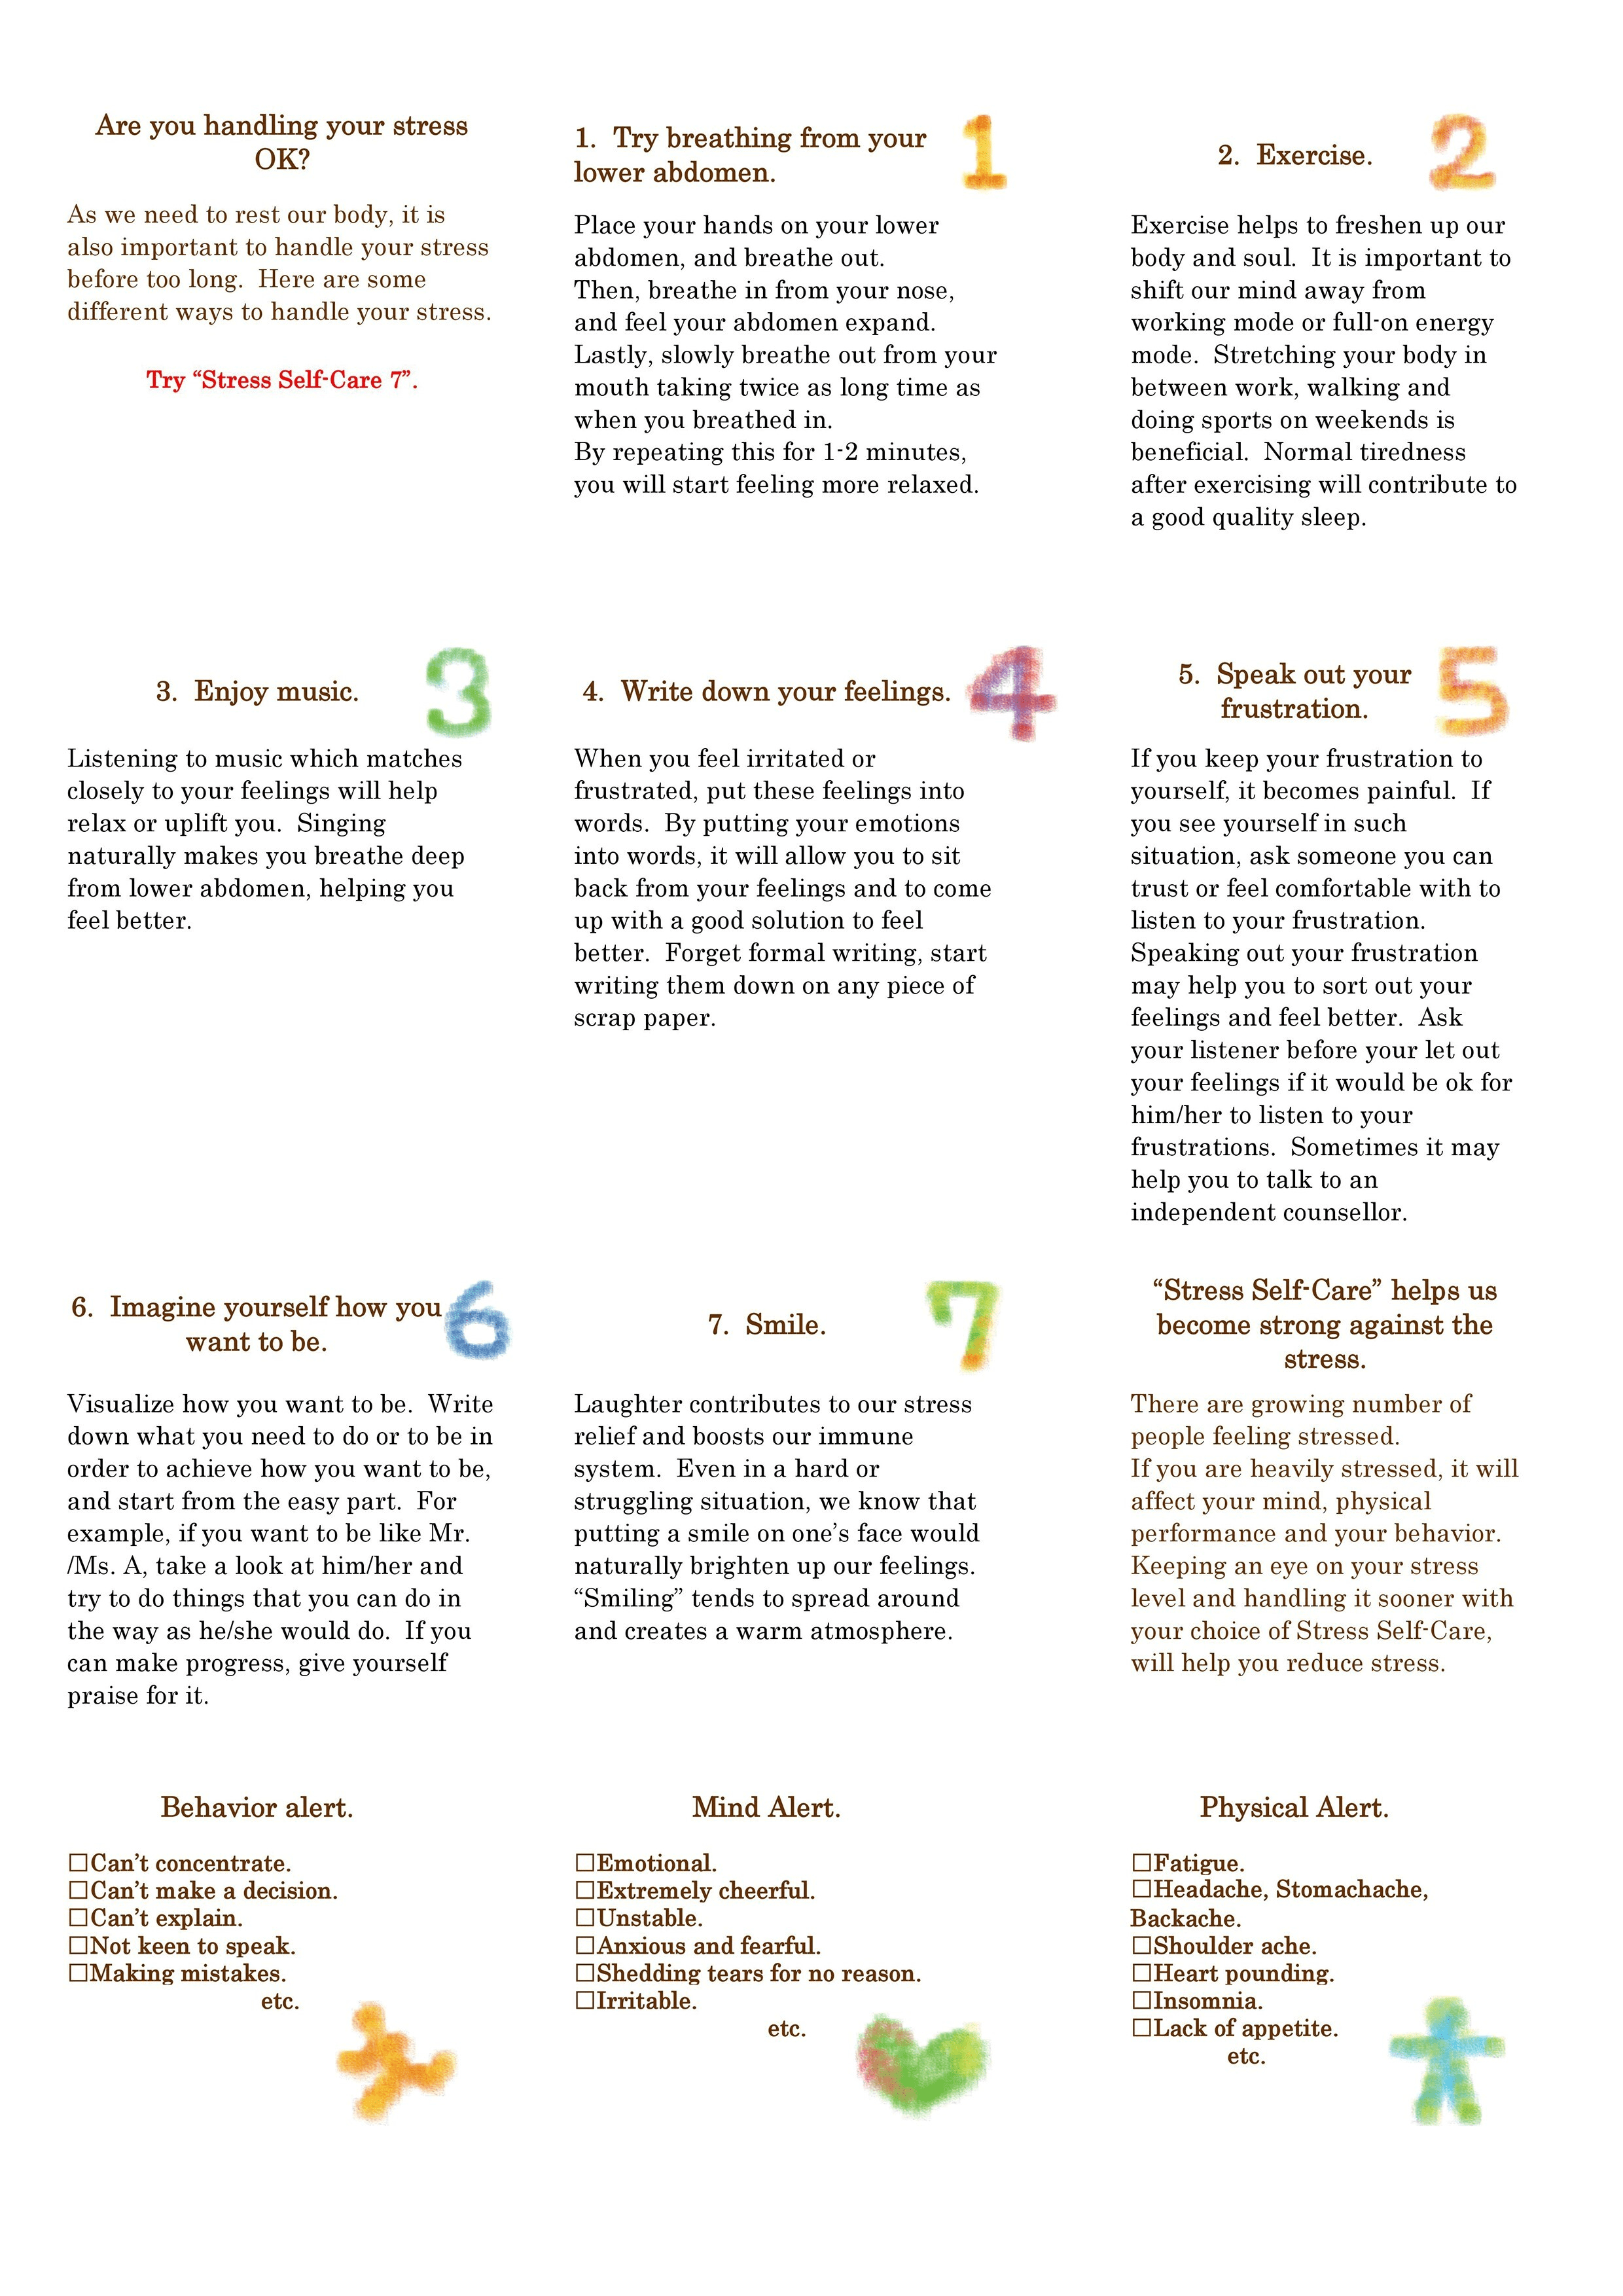 Are you handling your stress
OK?
As we need to rest our body, it is
also important to handle your stress
before too long.  Here are some
different ways to handle your stress.
Try “Stress Self-Care 7”.
1.  Try breathing from your
lower abdomen.
1
Place your hands on your lower
abdomen, and breathe out.
Then, breathe in from your nose,
and feel your abdomen expand.
Lastly, slowly breathe out from your
mouth taking twice as long time as
when you breathed in.
By repeating this for 1-2 minutes,
you will start feeling more relaxed.
2.  Exercise.
2
Exercise helps to freshen up our
body and soul.  It is important to
shift our mind away from
working mode or full-on energy
mode.  Stretching your body in
between work, walking and
doing sports on weekends is
beneficial.  Normal tiredness
after exercising will contribute to
a good quality sleep.
3.  Enjoy music.
3
Listening to music which matches
closely to your feelings will help
relax or uplift you.  Singing
naturally makes you breathe deep
from lower abdomen, helping you
feel better.
4.  Write down your feelings.
4
When you feel irritated or
frustrated, put these feelings into
words.  By putting your emotions
into words, it will allow you to sit
back from your feelings and to come
up with a good solution to feel
better.  Forget formal writing, start
writing them down on any piece of
scrap paper.
5.  Speak out your
frustration.
5
If you keep your frustration to
yourself, it becomes painful.  If
you see yourself in such
situation, ask someone you can
trust or feel comfortable with to
listen to your frustration.
Speaking out your frustration
may help you to sort out your
feelings and feel better.  Ask
your listener before your let out
your feelings if it would be ok for
him/her to listen to your
frustrations.  Sometimes it may
help you to talk to an
independent counsellor.
6.  Imagine yourself how you
want to be.
6
Visualize how you want to be.  Write
down what you need to do or to be in
order to achieve how you want to be,
and start from the easy part.  For
example, if you want to be like Mr.
/Ms. A, take a look at him/her and
try to do things that you can do in
the way as he/she would do.  If you
can make progress, give yourself
praise for it.
7.  Smile.
7
Laughter contributes to our stress
relief and boosts our immune
system.  Even in a hard or
struggling situation, we know that
putting a smile on one’s face would
naturally brighten up our feelings.
“Smiling” tends to spread around
and creates a warm atmosphere.
“Stress Self-Care” helps us
become strong against the
stress.
There are growing number of
people feeling stressed.
If you are heavily stressed, it will
affect your mind, physical
performance and your behavior.
Keeping an eye on your stress
level and handling it sooner with
your choice of Stress Self-Care,
will help you reduce stress.
Behavior alert.
☐Can’t concentrate.
☐Can’t make a decision.
☐Can’t explain.
☐Not keen to speak.
☐Making mistakes.
etc.
Mind Alert.
☐Emotional.
☐Extremely cheerful.
☐Unstable.
☐Anxious and fearful.
☐Shedding tears for no reason.
☐Irritable.
etc.
Physical Alert.
☐Fatigue.
☐Headache, Stomachache,
Backache.
☐Shoulder ache.
☐Heart pounding.
☐Insomnia.
☐Lack of appetite.
etc.